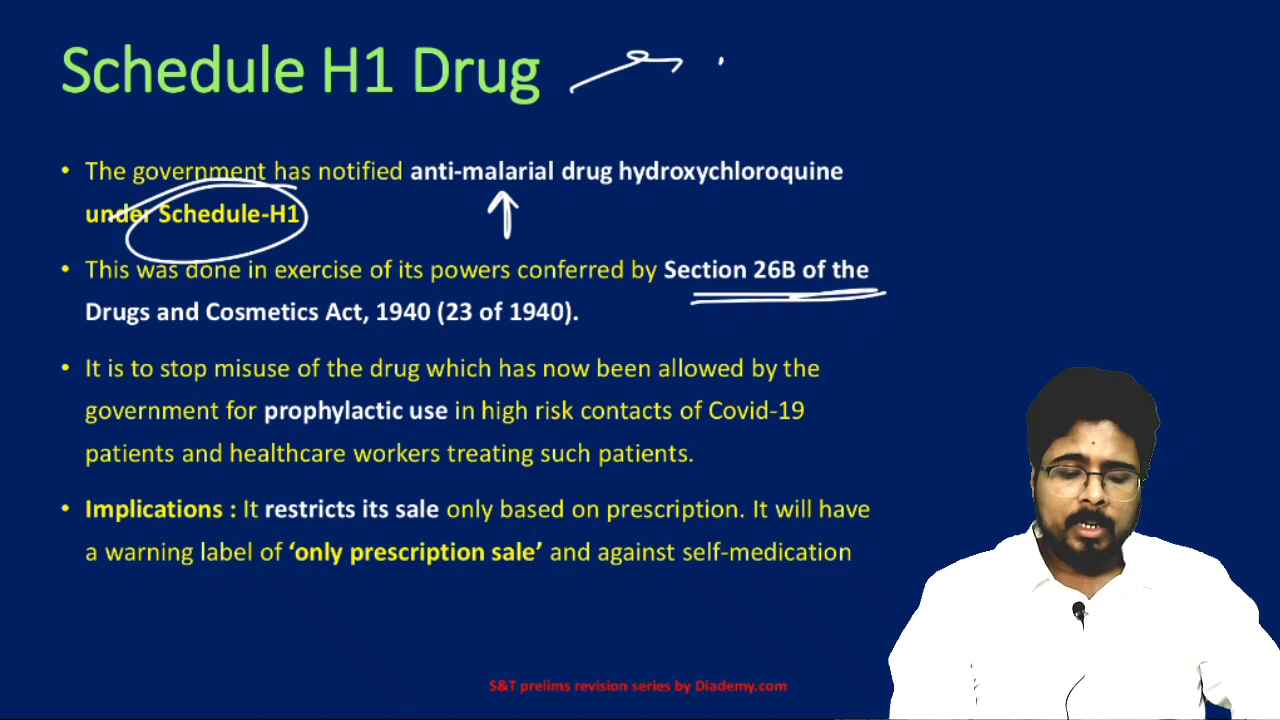 Schedule H1 Drug
• The government has notified anti-malarial drug hydroxychloroquine
under Schedule-H1
• This was done in exercise of its powers conferred by Section 26B of the
Drugs and Cosmetics Act, 1940 (23 of 1940).
• It is to stop misuse of the drug which has now been allowed by the
government for prophylactic use in high risk contacts of Covid-19
patients and healthcare workers treating such patients.
• Implications : It restricts its sale only based on prescription. It will have
a warning label of ‘only prescription sale’ and against self-medication
S&T prelims revision series by Diademy.com